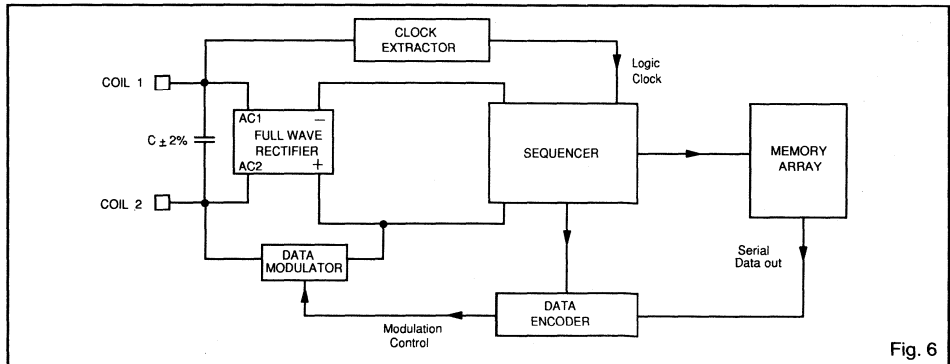 CLOCK
EXTRACTOR
Logic
Clock
COIL 1
AC1 −
FULL WAVE
RECTIFIER
AC2 +
C ± 2%
SEQUENCER
MEMORY
ARRAY
COIL 2
DATA
MODULATOR
Serial
Data out
DATA
ENCODER
Modulation
Control
Fig. 6